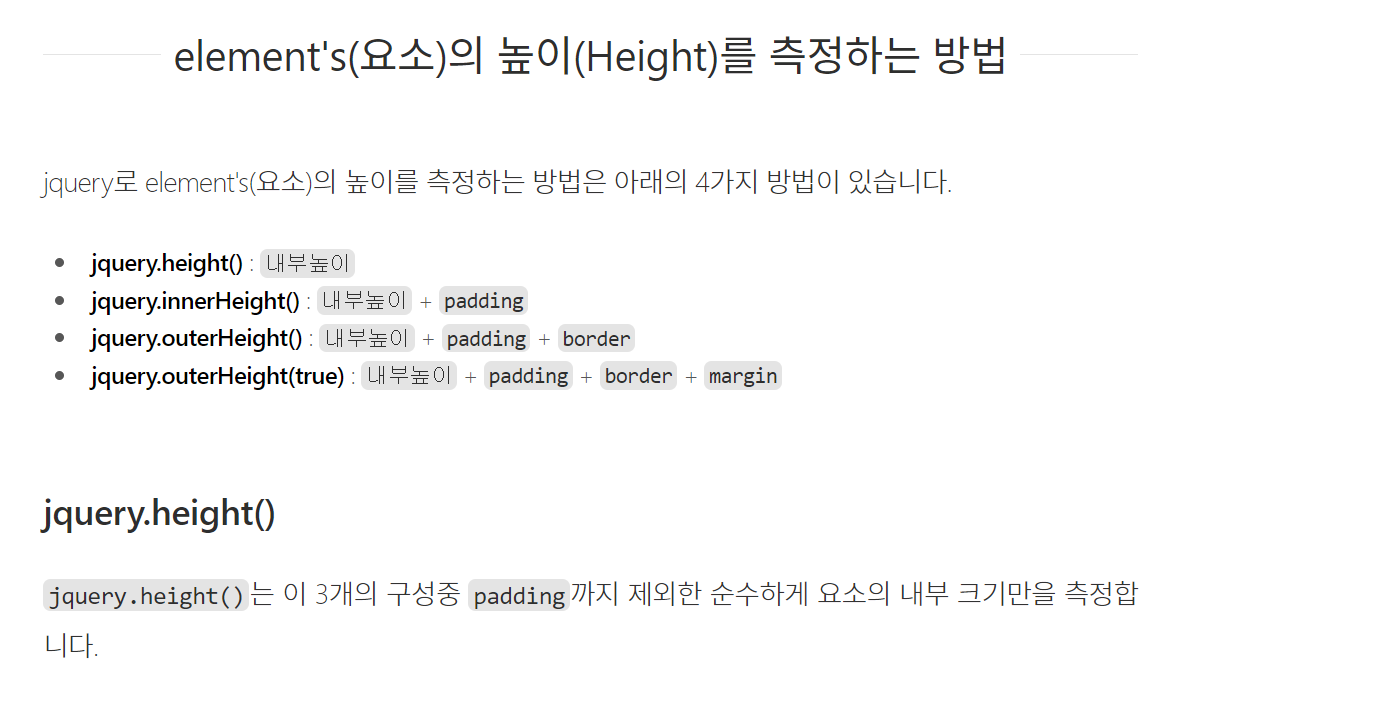 element's(요소)의 높이(Height)를 측정하는 방법
jquery로 element's(요소)의 높이를 측정하는 방법은 아래의 4가지 방법이 있습니다.
• jquery.height() : 내부높이
• jquery.innerHeight() : 내부높이 + padding
• jquery.outerHeight() : 내부높이 + padding + border
• jquery.outerHeight(true) : 내부높이 + padding + border + margin
jquery.height()
jquery.height()는 이 3개의 구성중 padding까지 제외한 순수하게 요소의 내부 크기만을 측정합
니다.